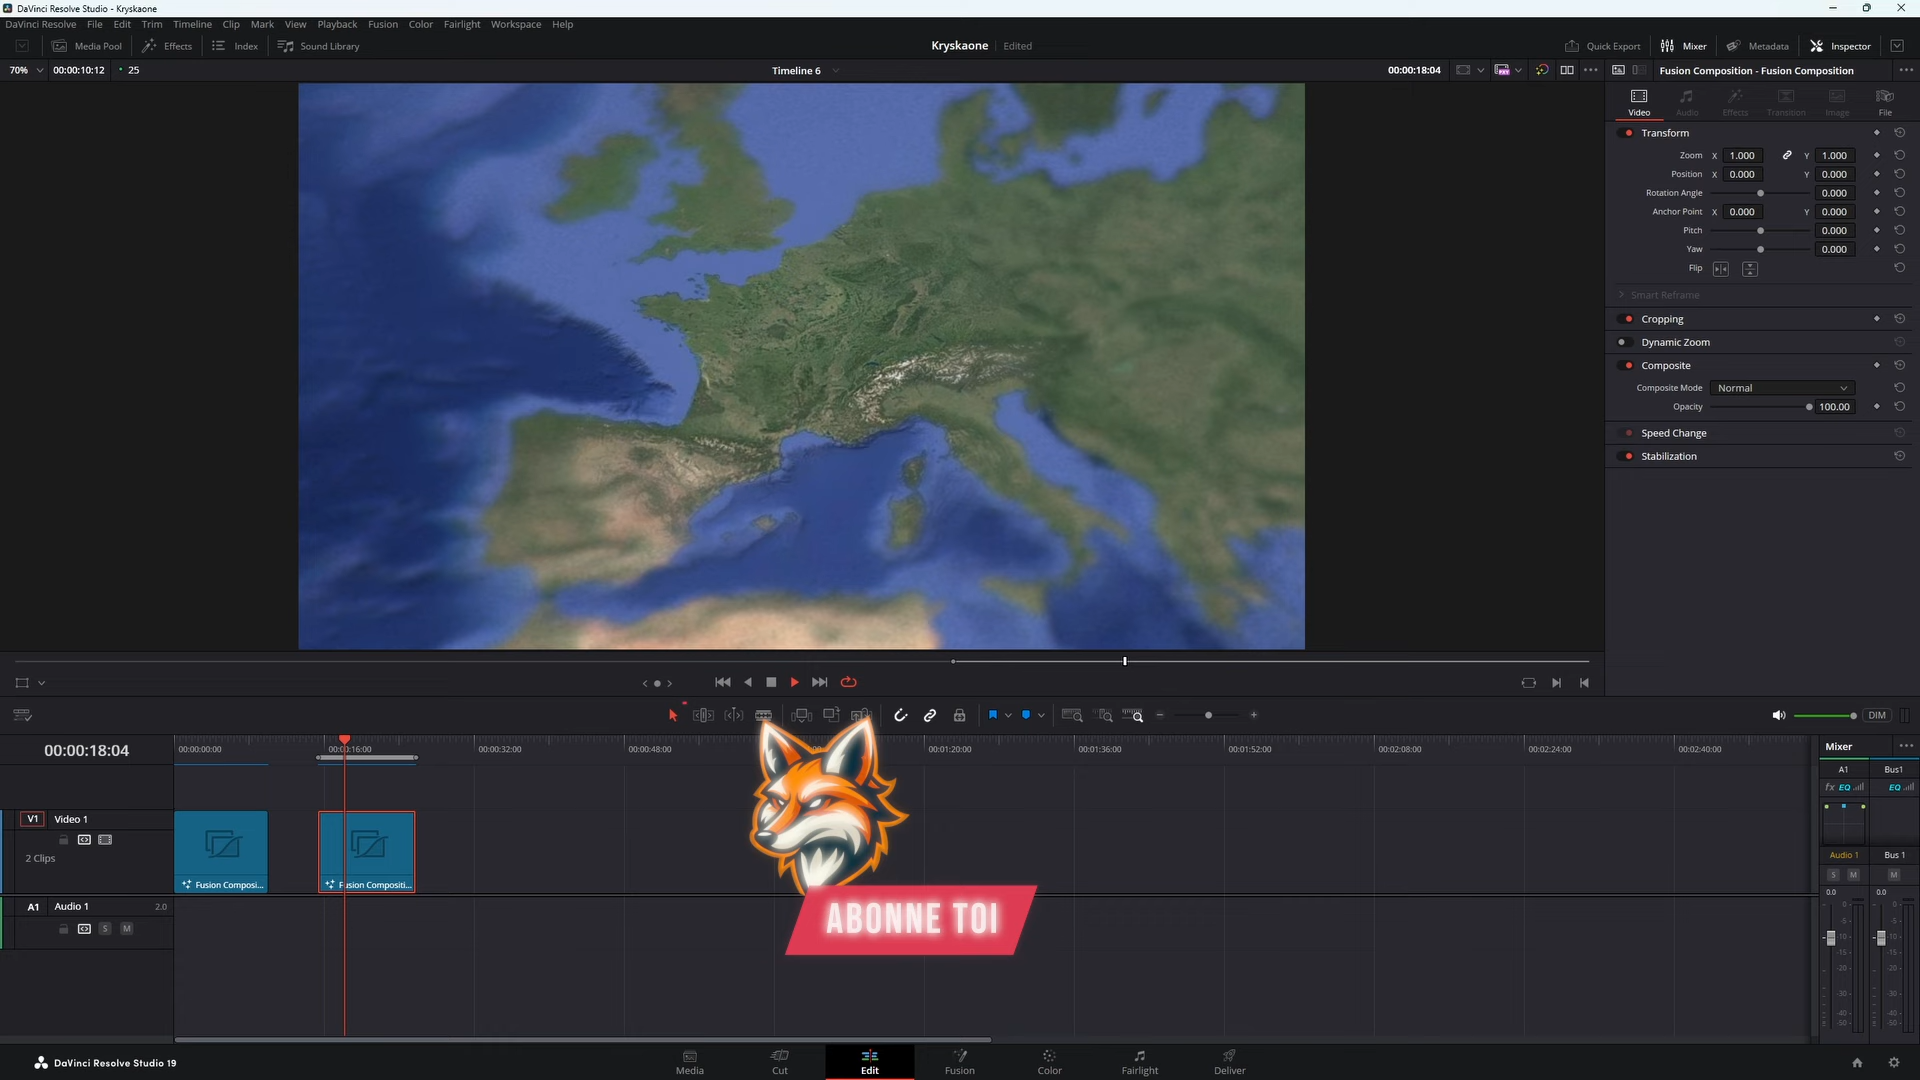 DaVinci Resolve Studio - Kryskaone
DaVinci Resolve File Edit Trim Timeline Clip Mark View Playback Fusion Color Fairlight Workspace Help
Media Pool Effects Index Sound Library Kryskaone Edited Quick Export Mixer Metadata Inspector
70% 00:00:10:12 25 Timeline 6 00:00:18:04 Fusion Composition - Fusion Composition
Video Audio Effects Transition Image File
Transform
Zoom X 1.000 Y 1.000
Position X 0.000 Y 0.000
Rotation Angle 0.000
Anchor Point X 0.000 Y 0.000
Pitch 0.000
Yaw 0.000
Flip
Smart Reframe
Cropping
Dynamic Zoom
Composite
Composite Mode Normal
Opacity 100.00
Speed Change
Stabilization
DIM
00:00:18:04 00:00:00:00 00:00:16:00 00:00:32:00 00:00:48:00 00:01:20:00 00:01:36:00 00:01:52:00 00:02:08:00 00:02:24:00 00:02:40:00 Mixer
A1 Bus1
fx EQ EQ
V1 Video 1
2 Clips
Fusion Composi... Fusion Compositi...
Audio 1 Bus 1
S M M
0.0 0.0
A1 Audio 1 2.0
S M
ABONNE TOI
DaVinci Resolve Studio 19 Media Cut Edit Fusion Color Fairlight Deliver